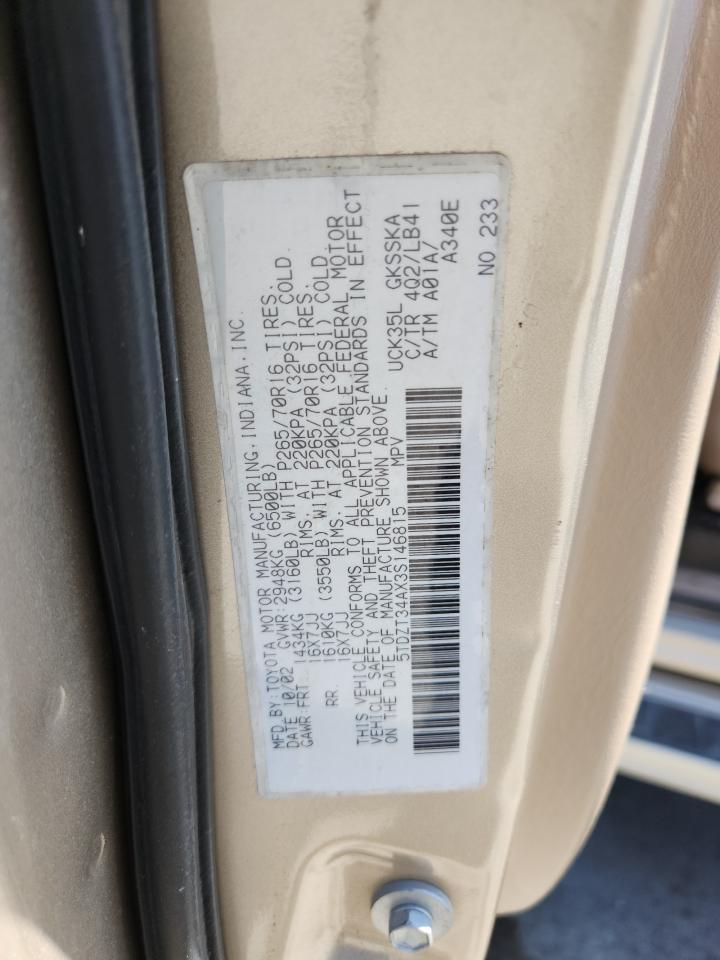 MFD.BY:TOYOTA MOTOR MANUFACTURING,INDIANA,INC.
DATE 10/02 GVWR:2948KG(6500LB)
GAWR:FRT 1434KG (3160LB) WITH P265/70R16 TIRES.
16X7JJ RIMS. AT 220KPA (32PSI) COLD.
RR. 1610KG (3550LB) WITH P265/70R16 TIRES.
16X7JJ RIMS. AT 220KPA (32PSI) COLD.
THIS VEHICLE CONFORMS TO ALL APPLICABLE FEDERAL MOTOR
VEHICLE SAFETY AND THEFT PREVENTION STANDARDS IN EFFECT
ON THE DATE OF MANUFACTURE SHOWN ABOVE.
5TDZT34AX3S146815 MPV
UCK35L GKSSKA
C/TR 4Q2/LB41
A/TM A01A/
A340E
NO 233